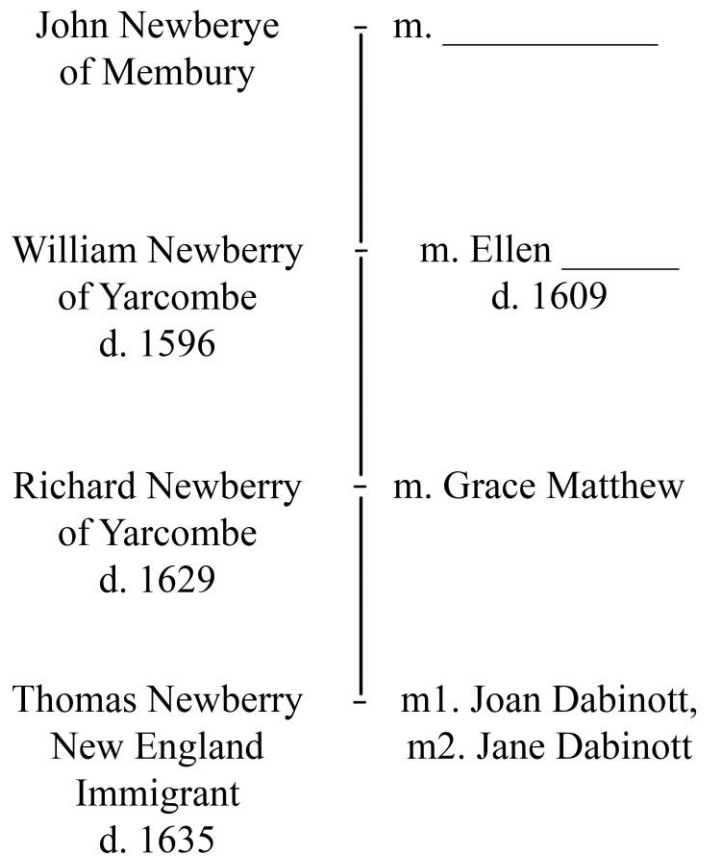 John Newberye - m. ___________
of Membury
William Newberry - m. Ellen ______
of Yarcombe d. 1609
d. 1596
Richard Newberry - m. Grace Matthew
of Yarcombe
d. 1629
Thomas Newberry - m1. Joan Dabinott,
New England m2. Jane Dabinott
Immigrant
d. 1635